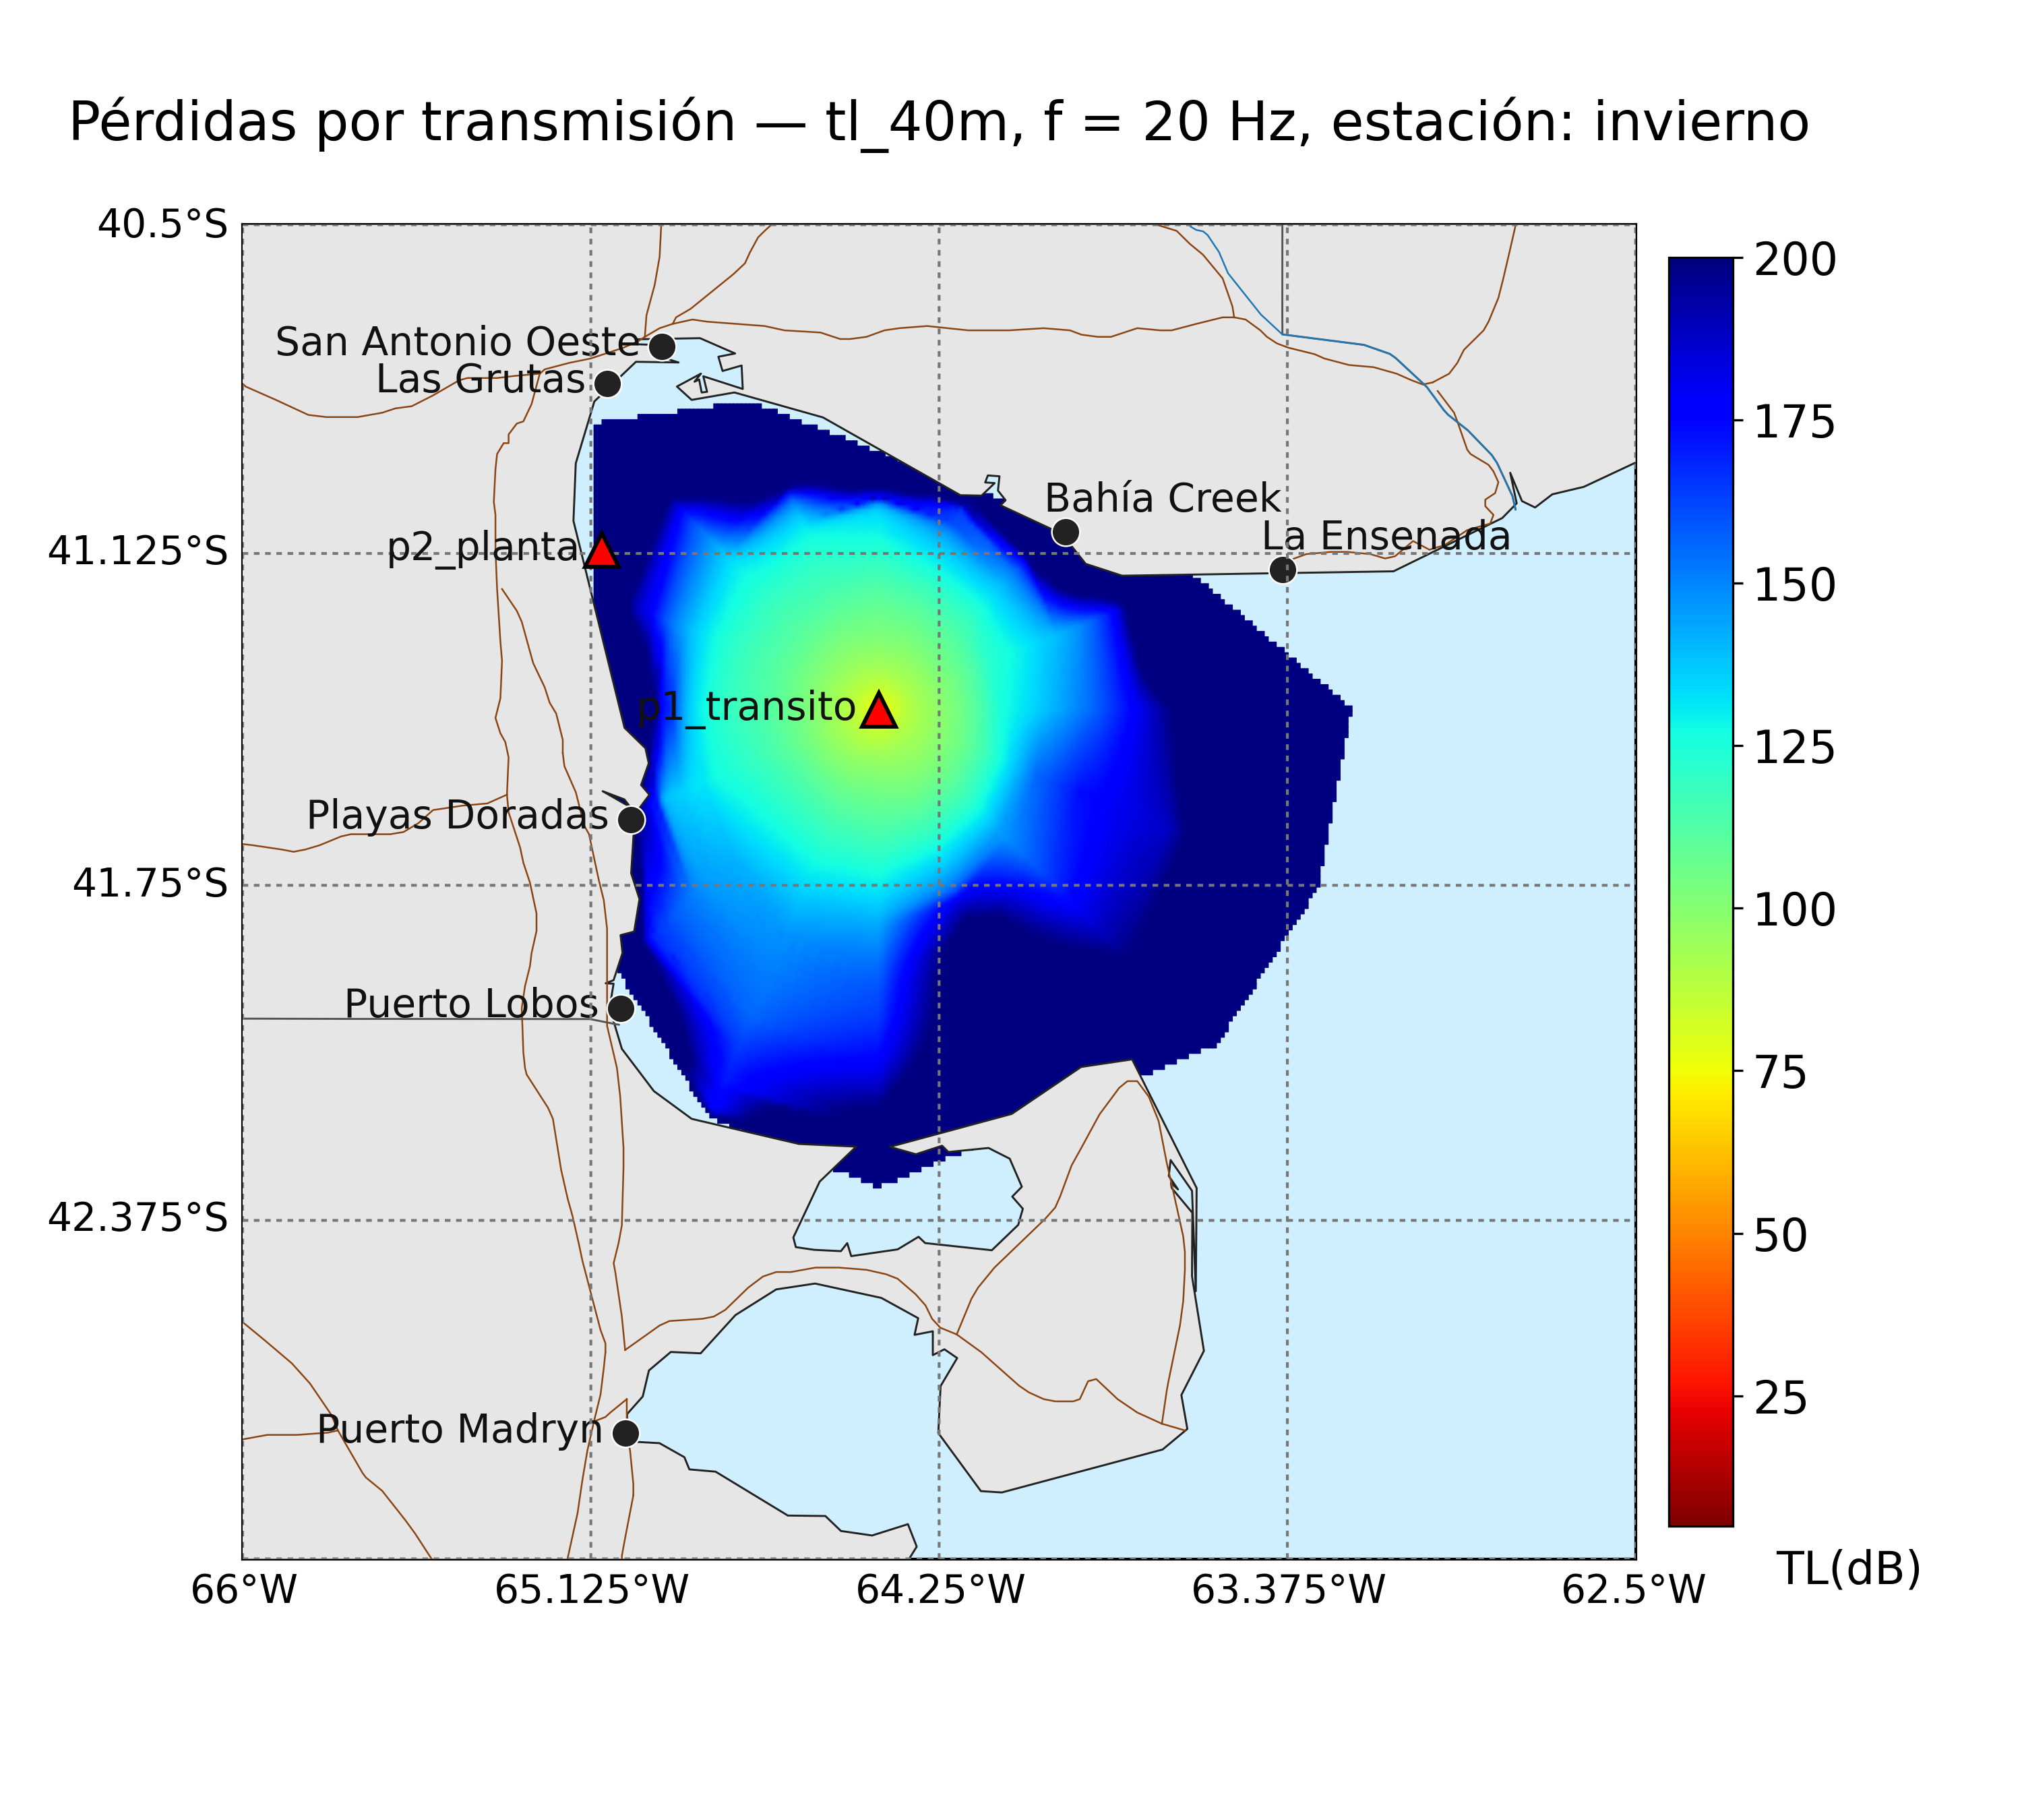 Pérdidas por transmisión — tl_40m, f = 20 Hz, estación: invierno
40.5°S
200
San Antonio Oeste
Las Grutas
175
Bahía Creek
La Ensenada
p2_planta
41.125°S
150
p1_transito
125
Playas Doradas
41.75°S
100
Puerto Lobos
75
42.375°S
50
25
Puerto Madryn
TL(dB)
66°W
65.125°W
64.25°W
63.375°W
62.5°W